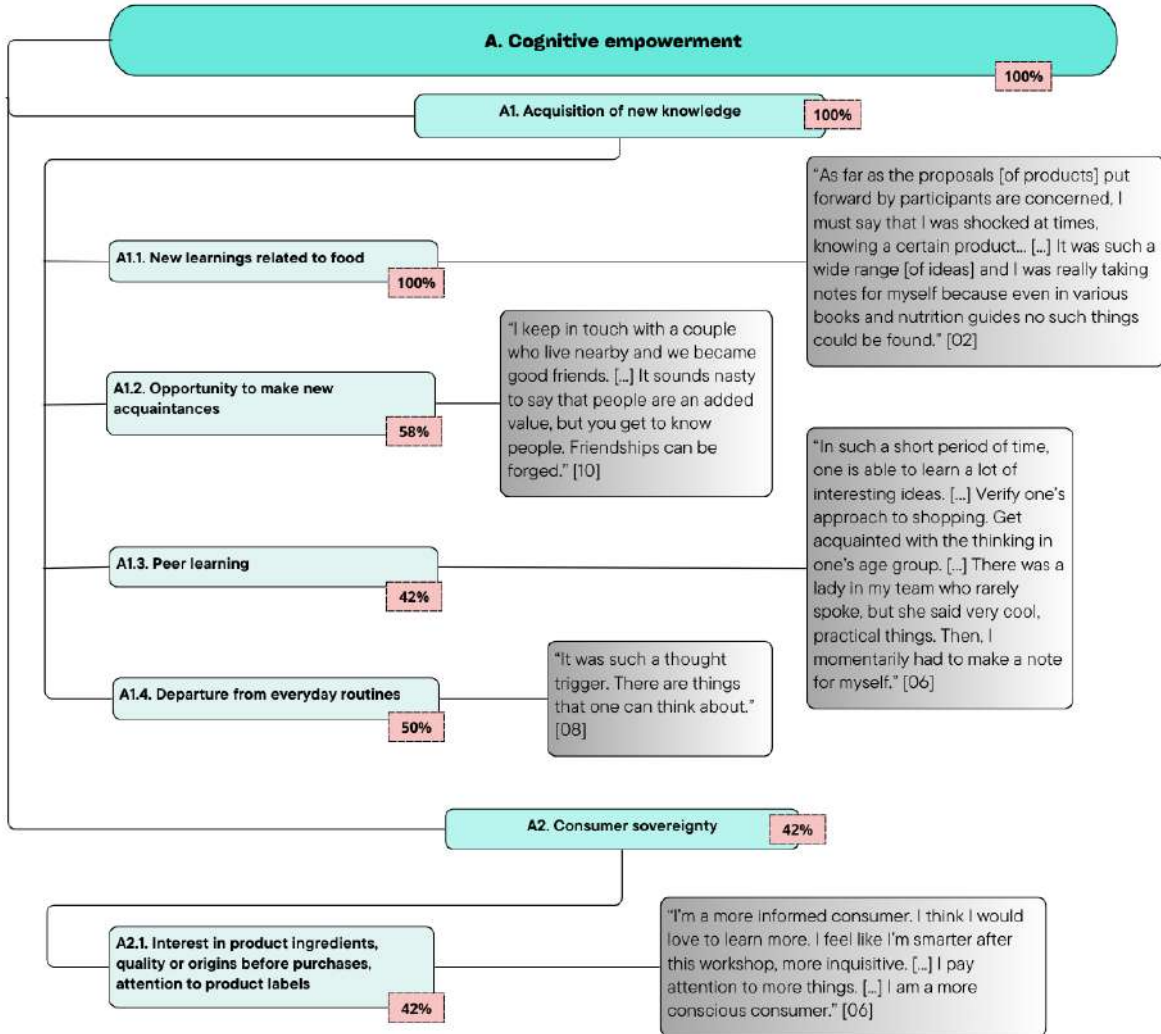 A. Cognitive empowerment
100%
A1. Acquisition of new knowledge
100%
"As far as the proposals [of products] put
forward by participants are concerned, I
must say that I was shocked at times,
knowing a certain product... [...] It was such a
wide range [of ideas] and I was really taking
notes for myself because even in various
books and nutrition guides no such things
could be found." [02]
A1.1. New learnings related to food
100%
"I keep in touch with a couple
who live nearby and we became
good friends. [...] It sounds nasty
to say that people are an added
value, but you get to know
people. Friendships can be
forged." [10]
A1.2. Opportunity to make new
acquaintances
58%
"In such a short period of time,
one is able to learn a lot of
interesting ideas. [...] Verify one's
approach to shopping. Get
acquainted with the thinking in
one's age group. [...] There was a
lady in my team who rarely
spoke, but she said very cool,
practical things. Then, I
momentarily had to make a note
for myself." [06]
A1.3. Peer learning
42%
"It was such a thought
trigger. There are things
that one can think about."
[08]
A1.4. Departure from everyday routines
50%
A2. Consumer sovereignty
42%
"I'm a more informed consumer. I think I would
love to learn more. I feel like I'm smarter after
this workshop, more inquisitive. [...] I pay
attention to more things. [...] I am a more
conscious consumer." [06]
A2.1. Interest in product ingredients,
quality or origins before purchases,
attention to product labels
42%